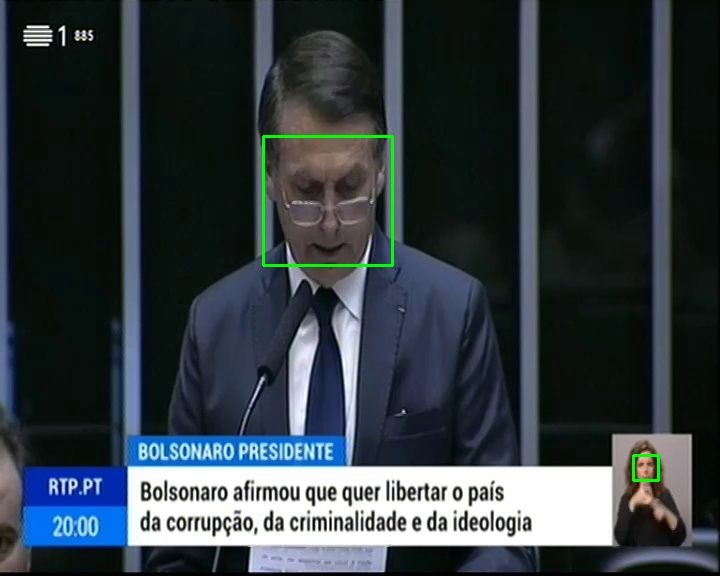 1 885
BOLSONARO PRESIDENTE
RTP.PT
Bolsonaro afirmou que quer libertar o país
20:00
da corrupção, da criminalidade e da ideologia